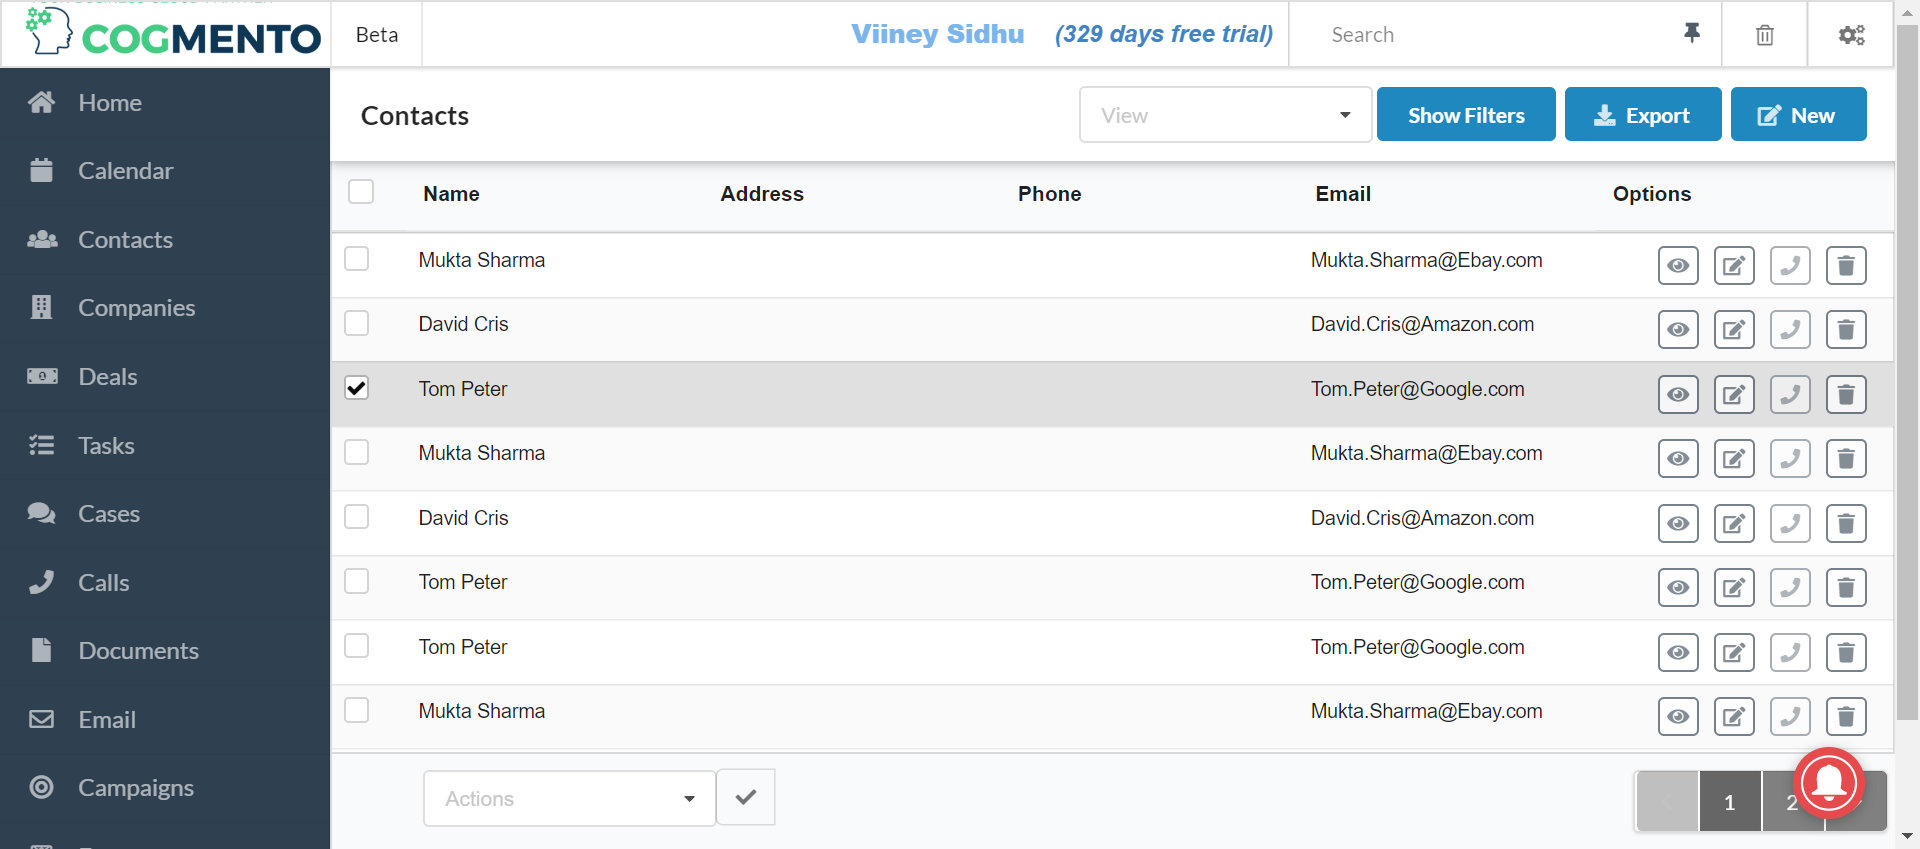 COGMENTO
Beta
Viiney Sidhu
(329 days free trial)
Search
Home
Calendar
Contacts
Companies
Deals
Tasks
Cases
Calls
Documents
Email
Campaigns
Contacts
View
Show Filters
Export
New
Name Address Phone Email Options
Mukta Sharma Mukta.Sharma@Ebay.com
David Cris David.Cris@Amazon.com
Tom Peter Tom.Peter@Google.com
Mukta Sharma Mukta.Sharma@Ebay.com
David Cris David.Cris@Amazon.com
Tom Peter Tom.Peter@Google.com
Tom Peter Tom.Peter@Google.com
Mukta Sharma Mukta.Sharma@Ebay.com
Actions
1 2